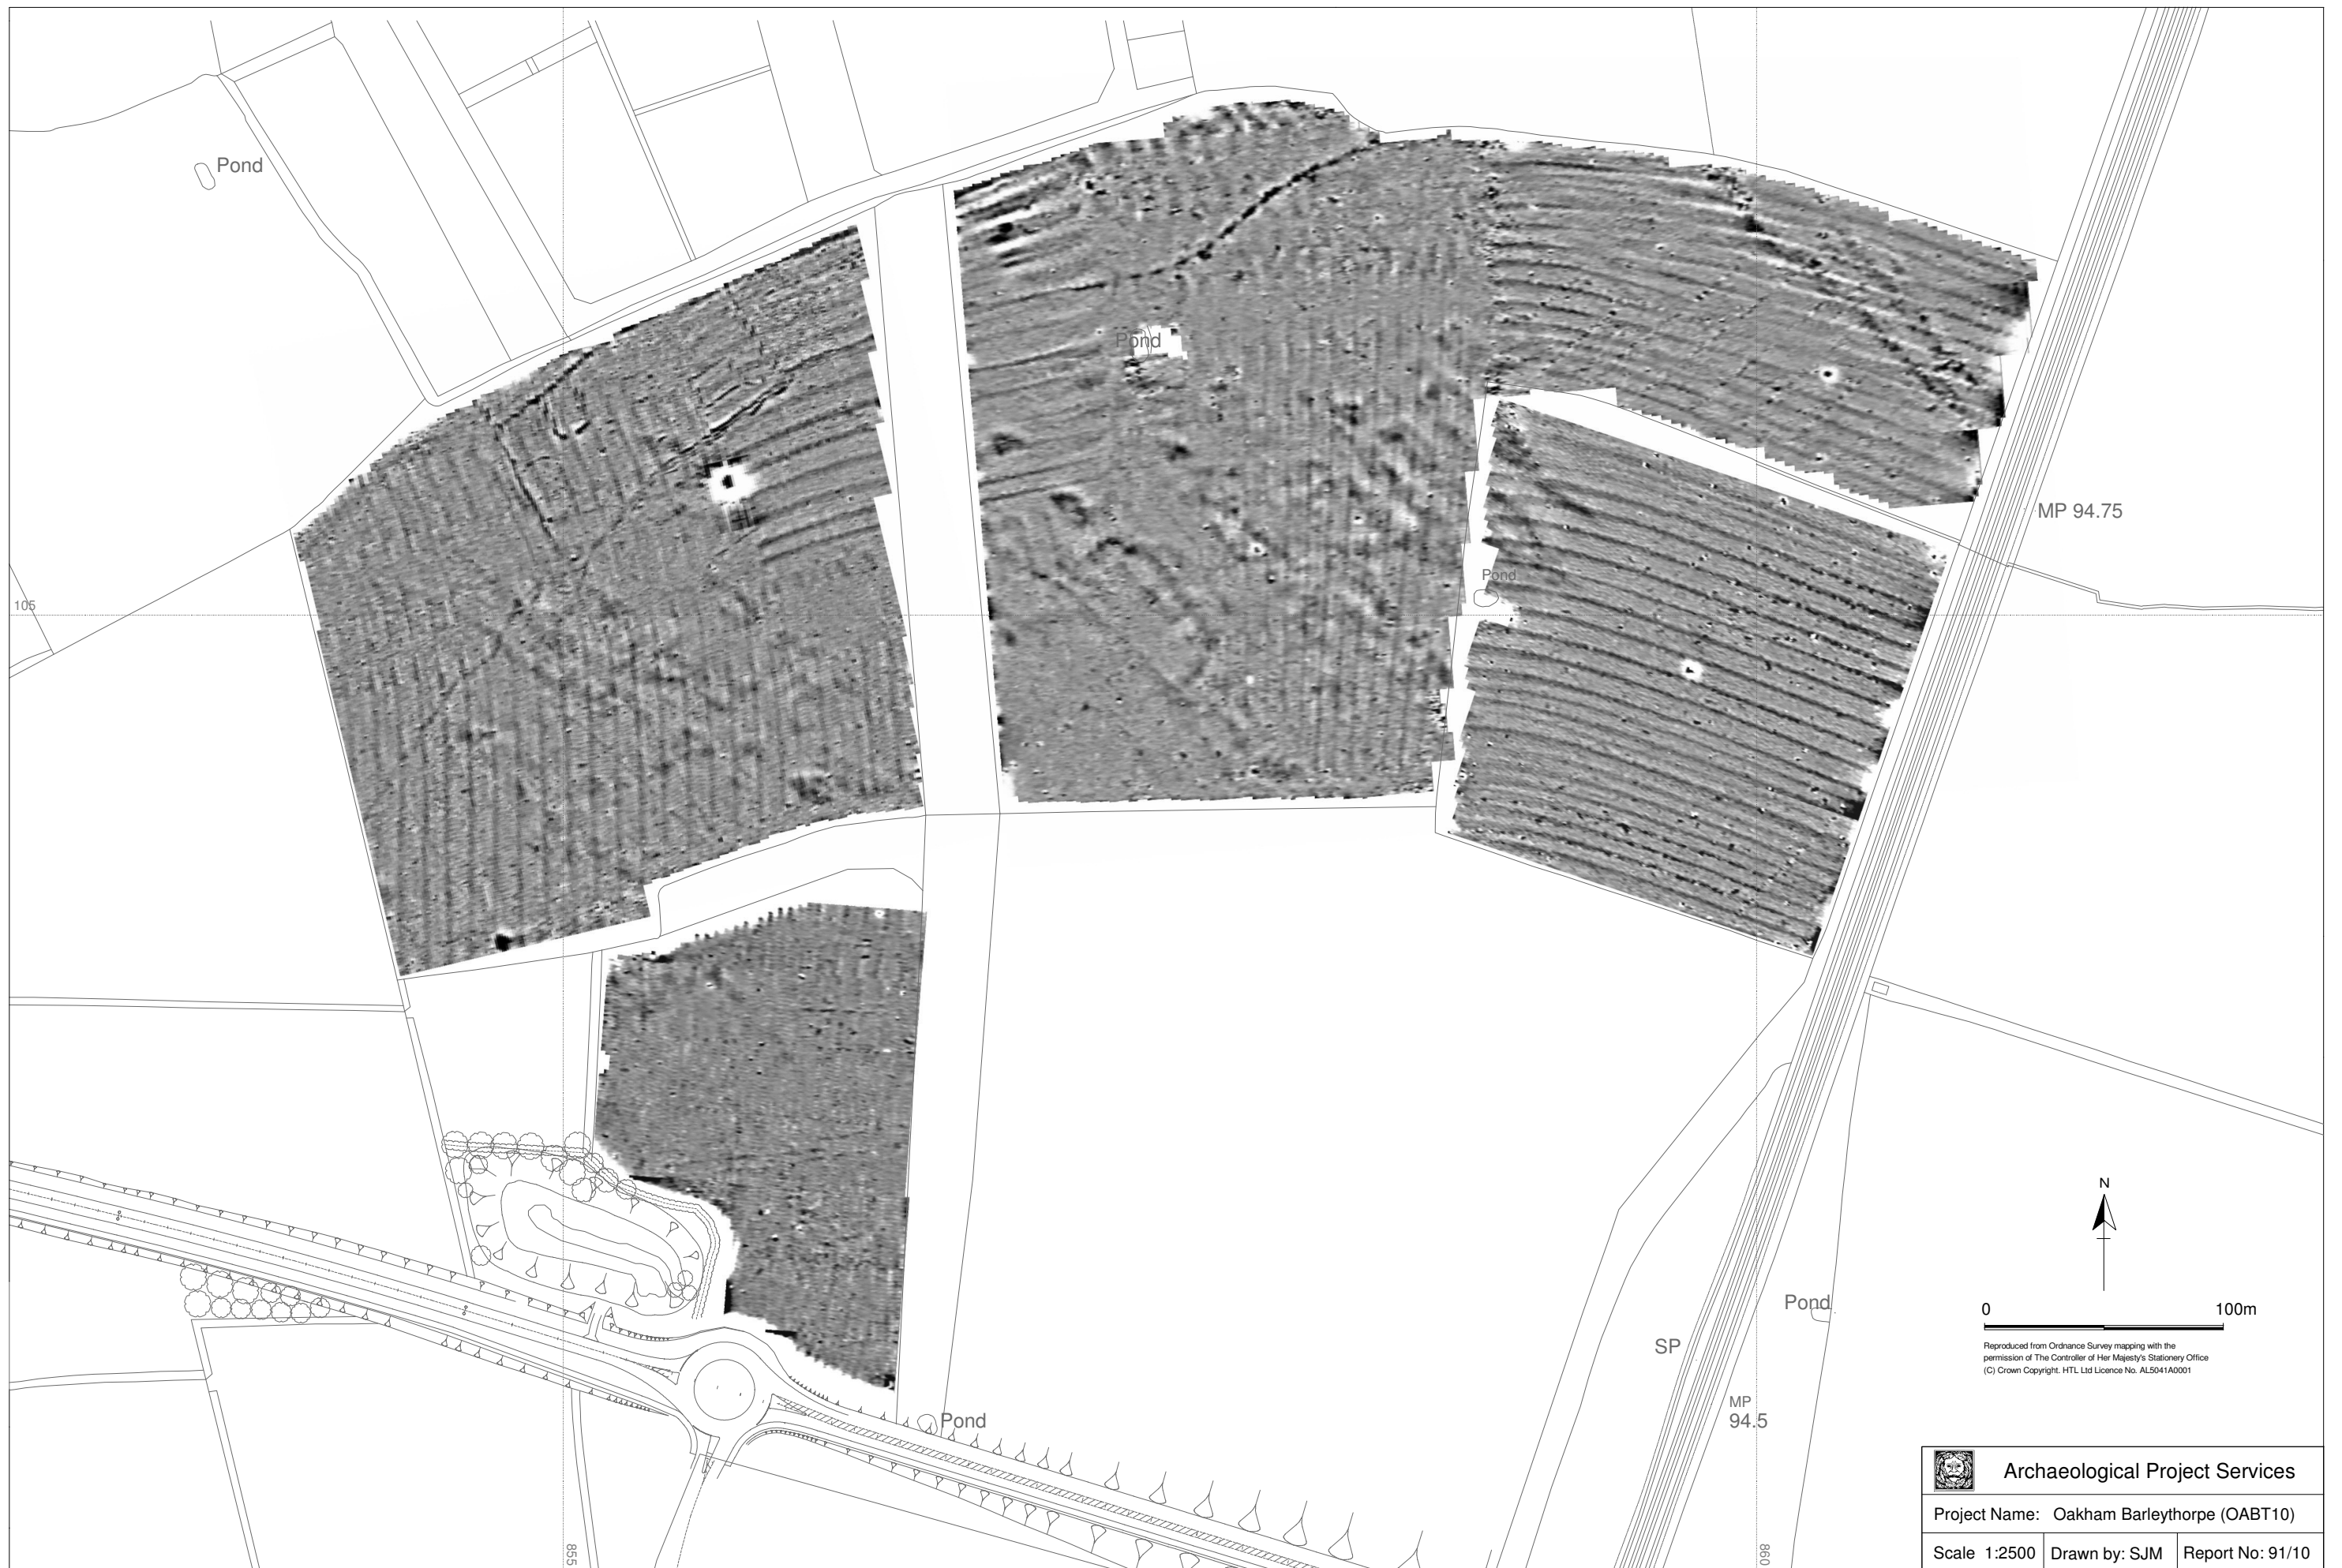 Pond
Pond
MP 94.75
Pond
105
N
0 100m
Pond
SP
Reproduced from Ordnance Survey mapping with the
permission of The Controller of Her Majesty's Stationery Office
(C) Crown Copyright. HTL Ltd Licence No. AL5041A0001
MP
94.5
Pond
Archaeological Project Services
Project Name: Oakham Barleythorpe (OABT10)
855
860
Scale 1:2500 Drawn by: SJM Report No: 91/10